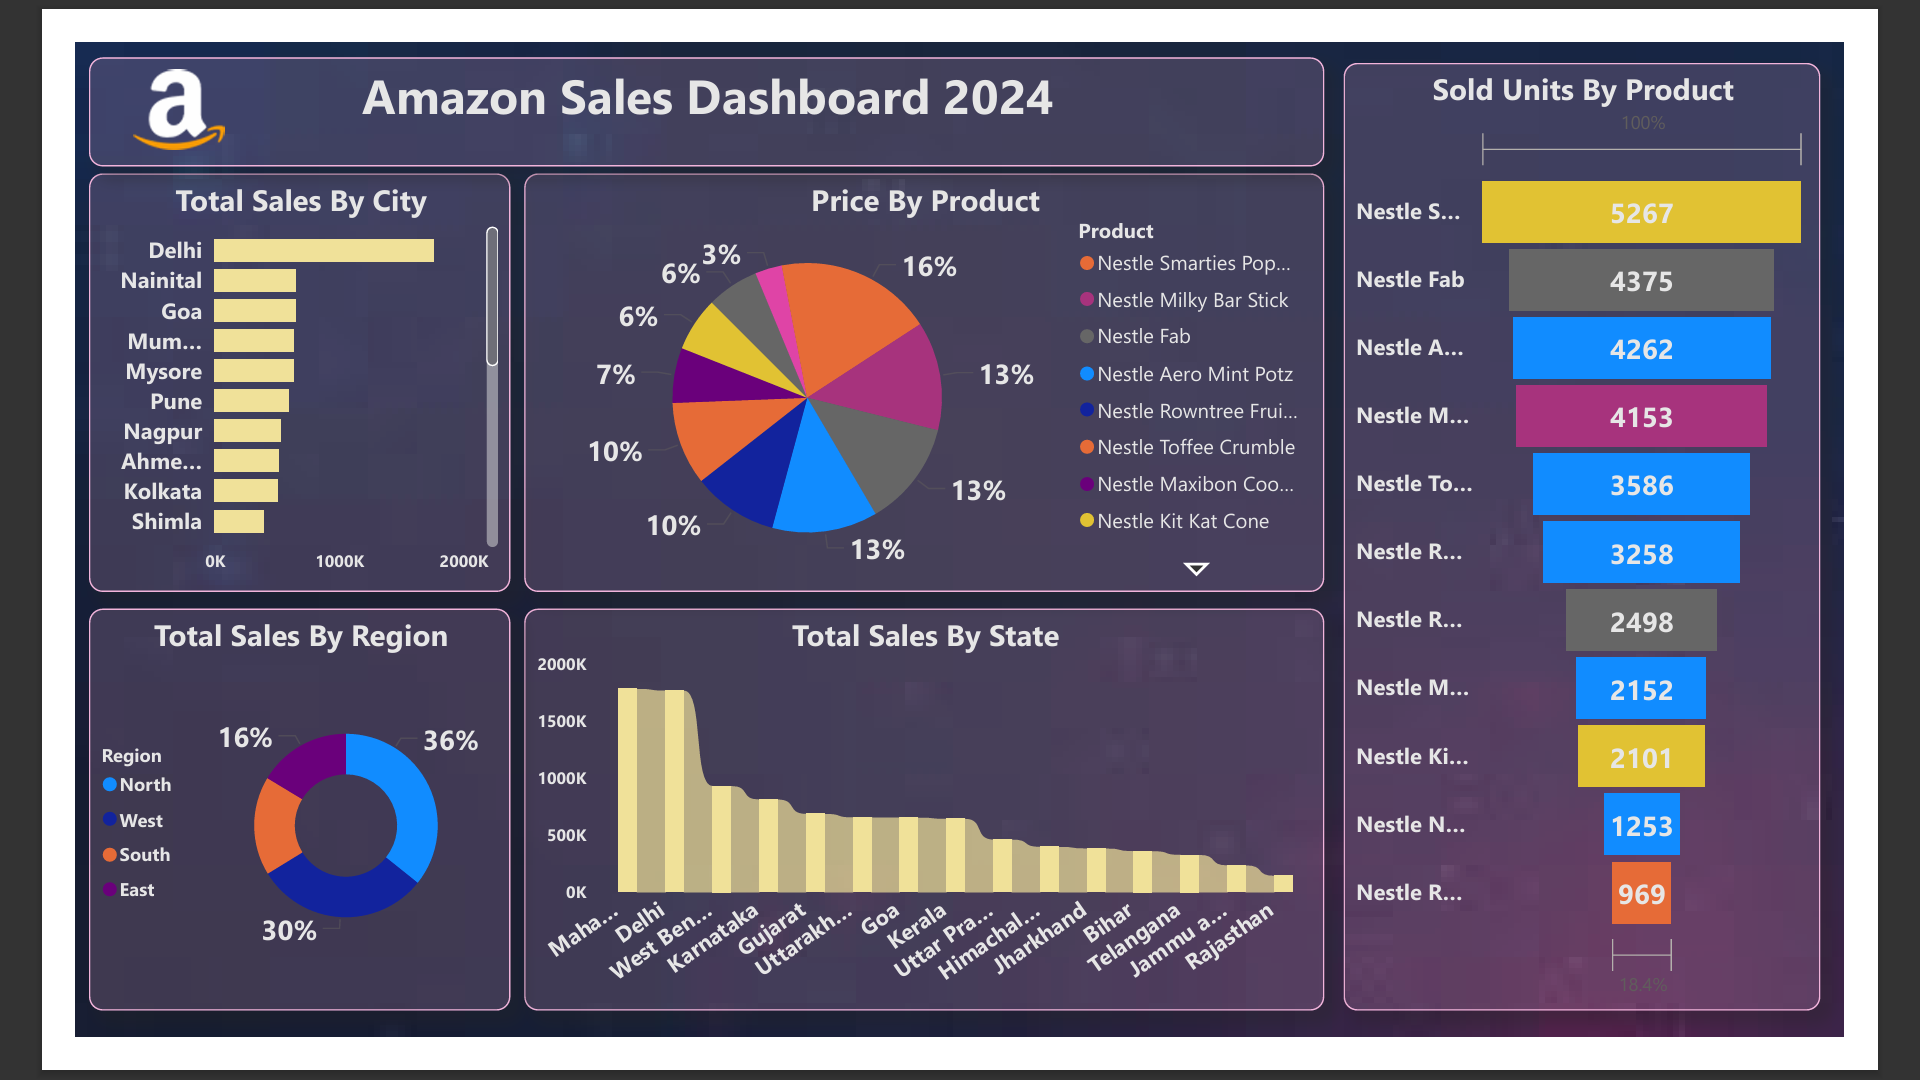 a
Amazon Sales Dashboard 2024
Total Sales By City
Delhi
Nainital
Goa
Mum...
Mysore
Pune
Nagpur
Ahme...
Kolkata
Shimla
0K 1000K 2000K
Price By Product
16%
13%
13%
13%
10%
10%
7%
6%
6%
3%
Product
Nestle Smarties Pop...
Nestle Milky Bar Stick
Nestle Fab
Nestle Aero Mint Potz
Nestle Rowntree Frui...
Nestle Toffee Crumble
Nestle Maxibon Coo...
Nestle Kit Kat Cone
Total Sales By Region
Region
North
West
South
East
16%
36%
30%
Total Sales By State
2000K
1500K
1000K
500K
0K
Maha...
Delhi
West Ben...
Karnataka
Gujarat
Uttarakh...
Goa
Kerala
Uttar Pra...
Himachal...
Jharkhand
Bihar
Telangana
Jammu a...
Rajasthan
Sold Units By Product
100%
Nestle S... 5267
Nestle Fab 4375
Nestle A... 4262
Nestle M... 4153
Nestle To... 3586
Nestle R... 3258
Nestle R... 2498
Nestle M... 2152
Nestle Ki... 2101
Nestle N... 1253
Nestle R... 969
18.4%